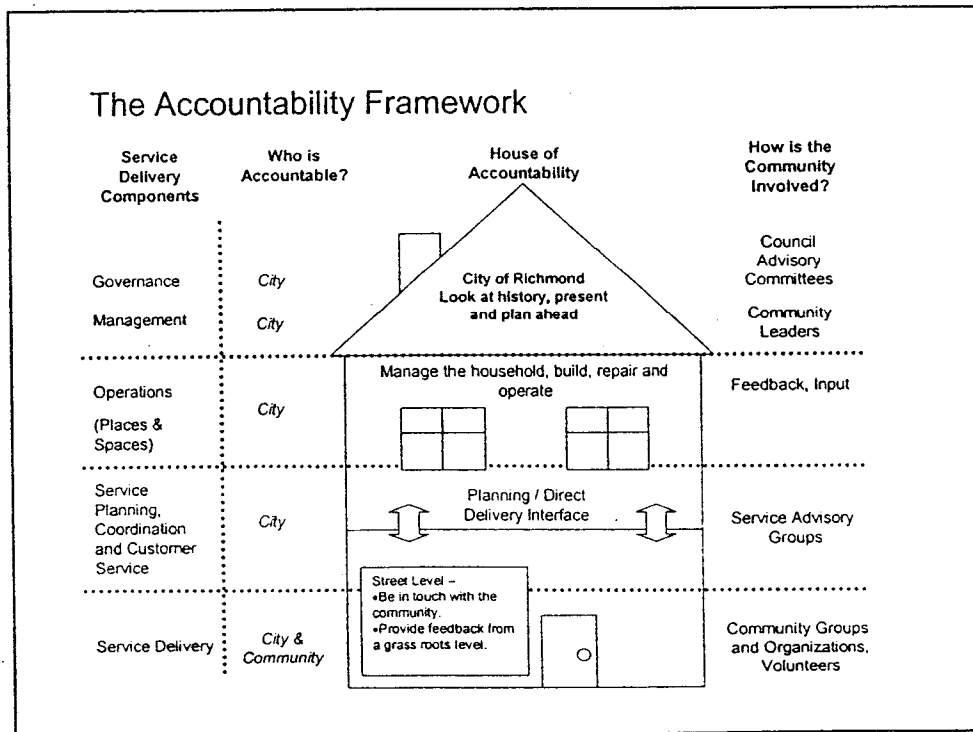 The Accountability Framework
Service
Delivery
Components
Who is
Accountable?
House of
Accountability
How is the
Community
Involved?
Governance
City
Management
City
City of Richmond
Look at history, present
and plan ahead
Council
Advisory
Committees
Community
Leaders
Operations
(Places &
Spaces)
City
Manage the household, build, repair and
operate
Feedback, Input
Service
Planning,
Coordination
and Customer
Service
City
Planning / Direct
Delivery Interface
Service Advisory
Groups
Service Delivery
City &
Community
Street Level –
•Be in touch with the
community.
•Provide feedback from
a grass roots level.
Community Groups
and Organizations,
Volunteers